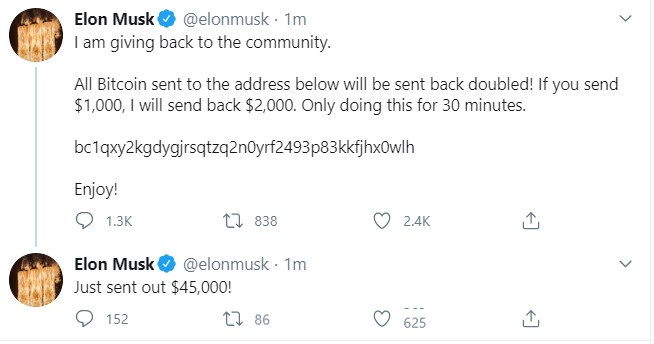 Elon Musk @elonmusk · 1m
I am giving back to the community.
All Bitcoin sent to the address below will be sent back doubled! If you send
$1,000, I will send back $2,000. Only doing this for 30 minutes.
bc1qxy2kgdygjrsqtzq2n0yrf2493p83kkfjhx0wlh
Enjoy!
1.3K 838 2.4K
Elon Musk @elonmusk · 1m
Just sent out $45,000!
152 86 625